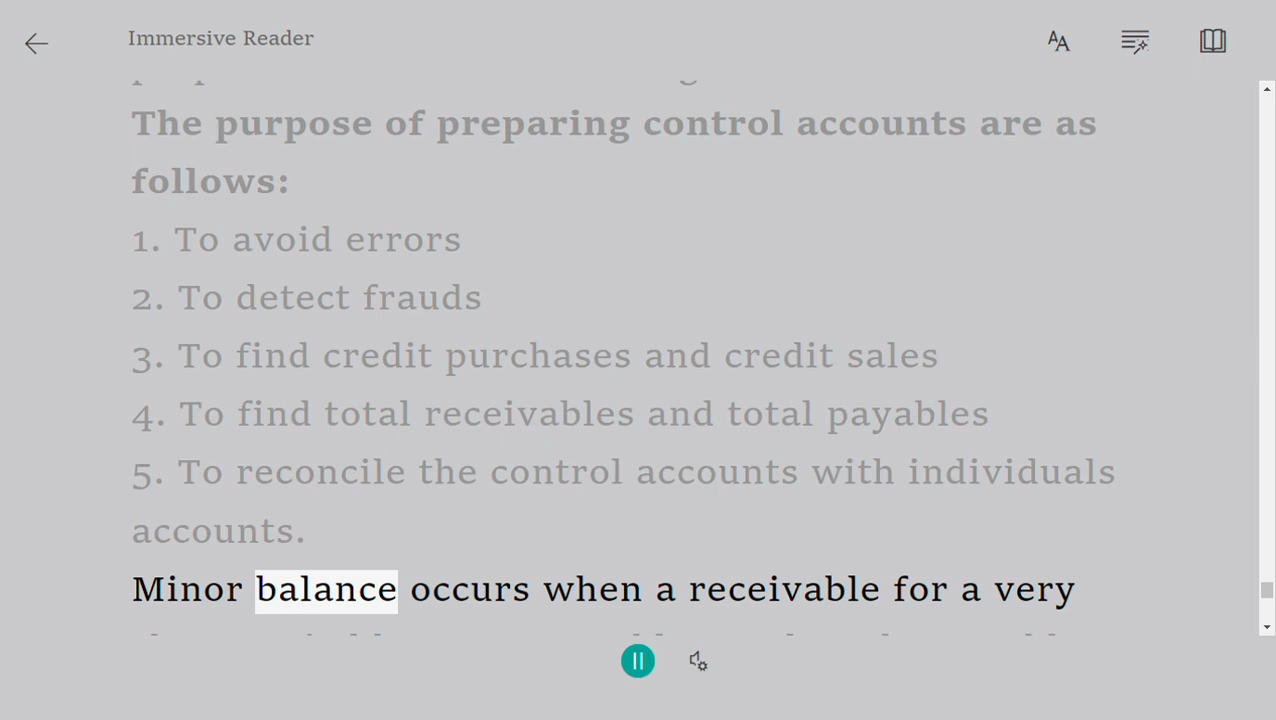 Immersive Reader
The purpose of preparing control accounts are as
follows:
1. To avoid errors
2. To detect frauds
3. To find credit purchases and credit sales
4. To find total receivables and total payables
5. To reconcile the control accounts with individuals
accounts.
Minor balance occurs when a receivable for a very